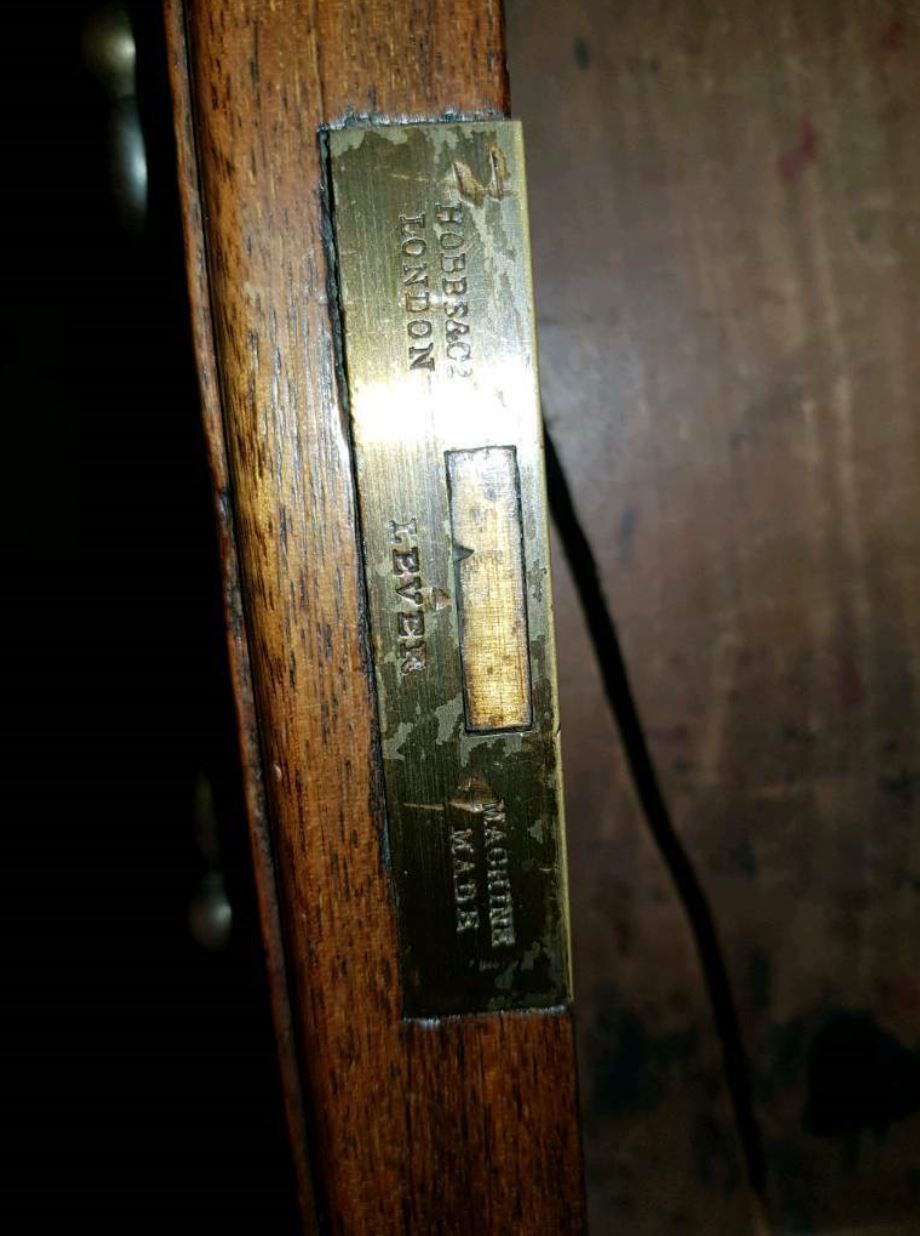 HOBBS & Co
LONDON
LEVER
MACHINE
MADE